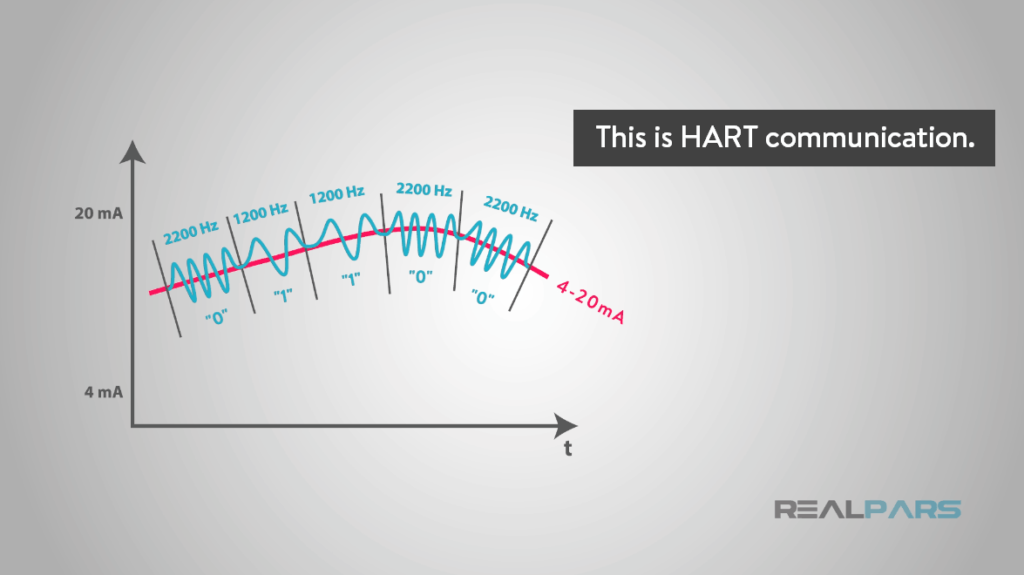 This is HART communication.
20 mA
2200 Hz
1200 Hz
1200 Hz
2200 Hz
2200 Hz
"0"
"1"
"1"
"0"
"0"
4-20mA
4 mA
t
REALPARS